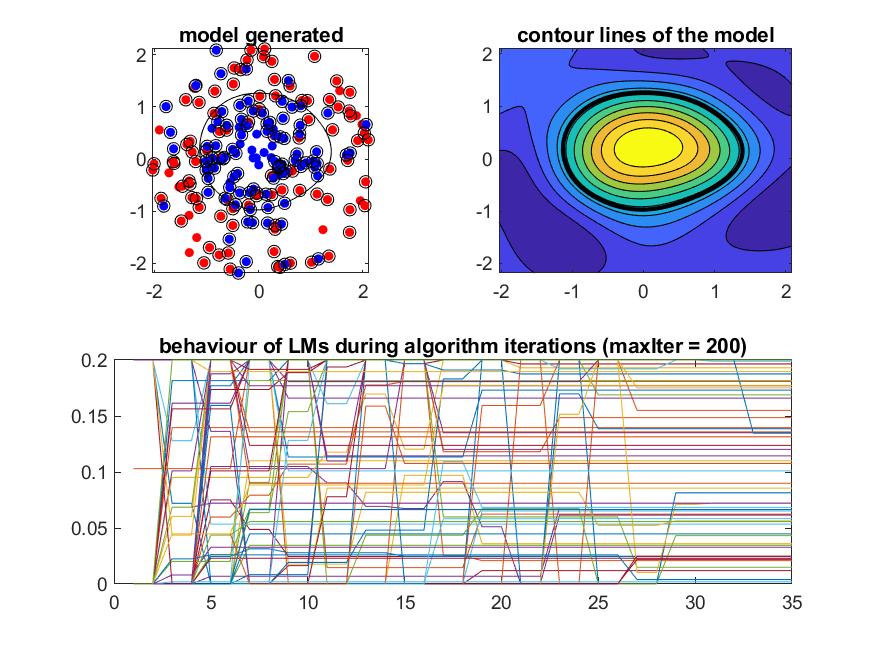 model generated
2
1
0
-1
-2
-2 0 2
contour lines of the model
2
1
0
-1
-2
-2 -1 0 1 2
behaviour of LMs during algorithm iterations (maxIter = 200)
0.2
0.15
0.1
0.05
0
0 5 10 15 20 25 30 35